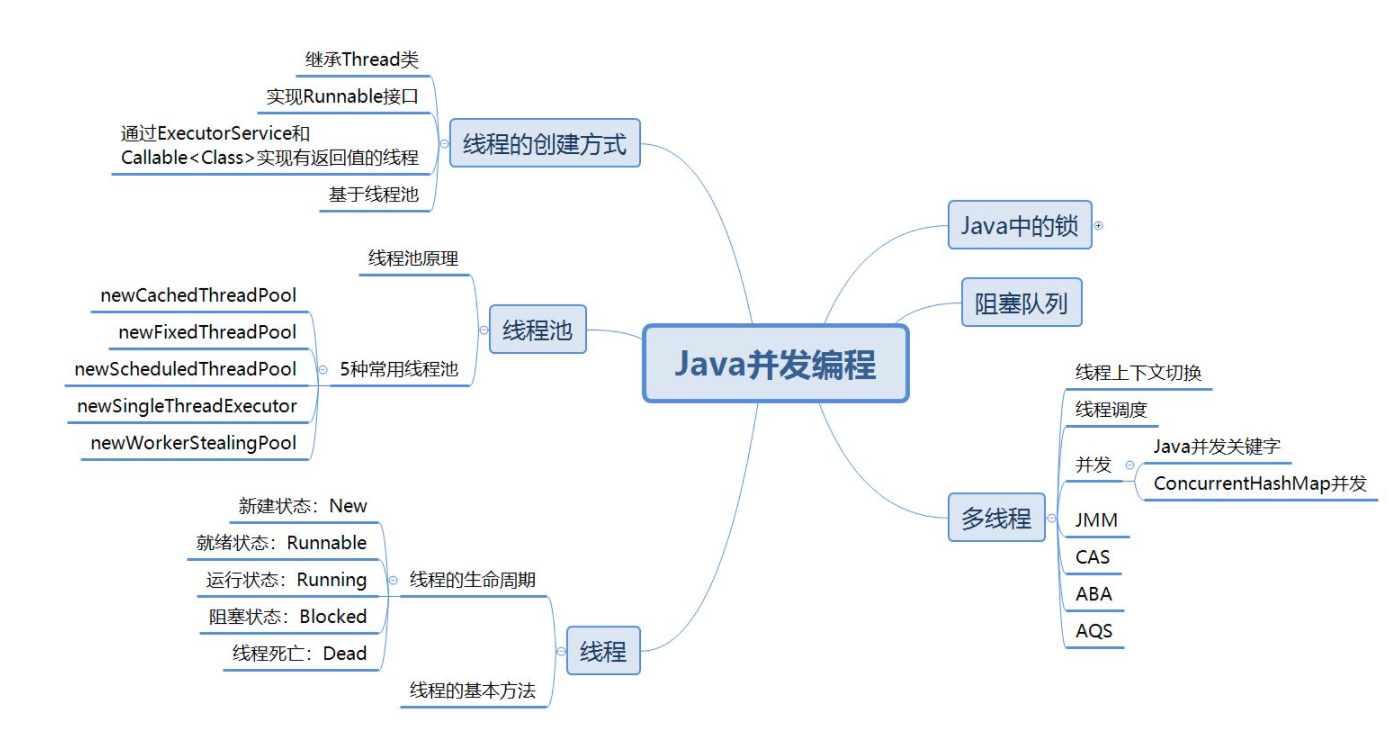 Java并发编程
线程的创建方式
继承Thread类
实现Runnable接口
通过ExecutorService和
Callable<Class>实现有返回值的线程
基于线程池
线程池
线程池原理
5种常用线程池
newCachedThreadPool
newFixedThreadPool
newScheduledThreadPool
newSingleThreadExecutor
newWorkerStealingPool
线程
线程的生命周期
新建状态：New
就绪状态：Runnable
运行状态：Running
阻塞状态：Blocked
线程死亡：Dead
线程的基本方法
Java中的锁
阻塞队列
多线程
线程上下文切换
线程调度
并发
Java并发关键字
ConcurrentHashMap并发
JMM
CAS
ABA
AQS